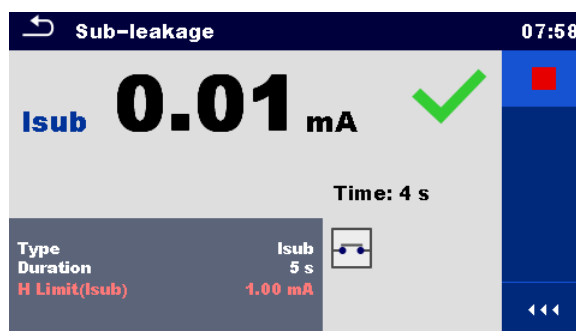 Sub-leakage 07:58
Isub 0.01 mA
Time: 4 s
Type Isub
Duration 5 s
H Limit(Isub) 1.00 mA